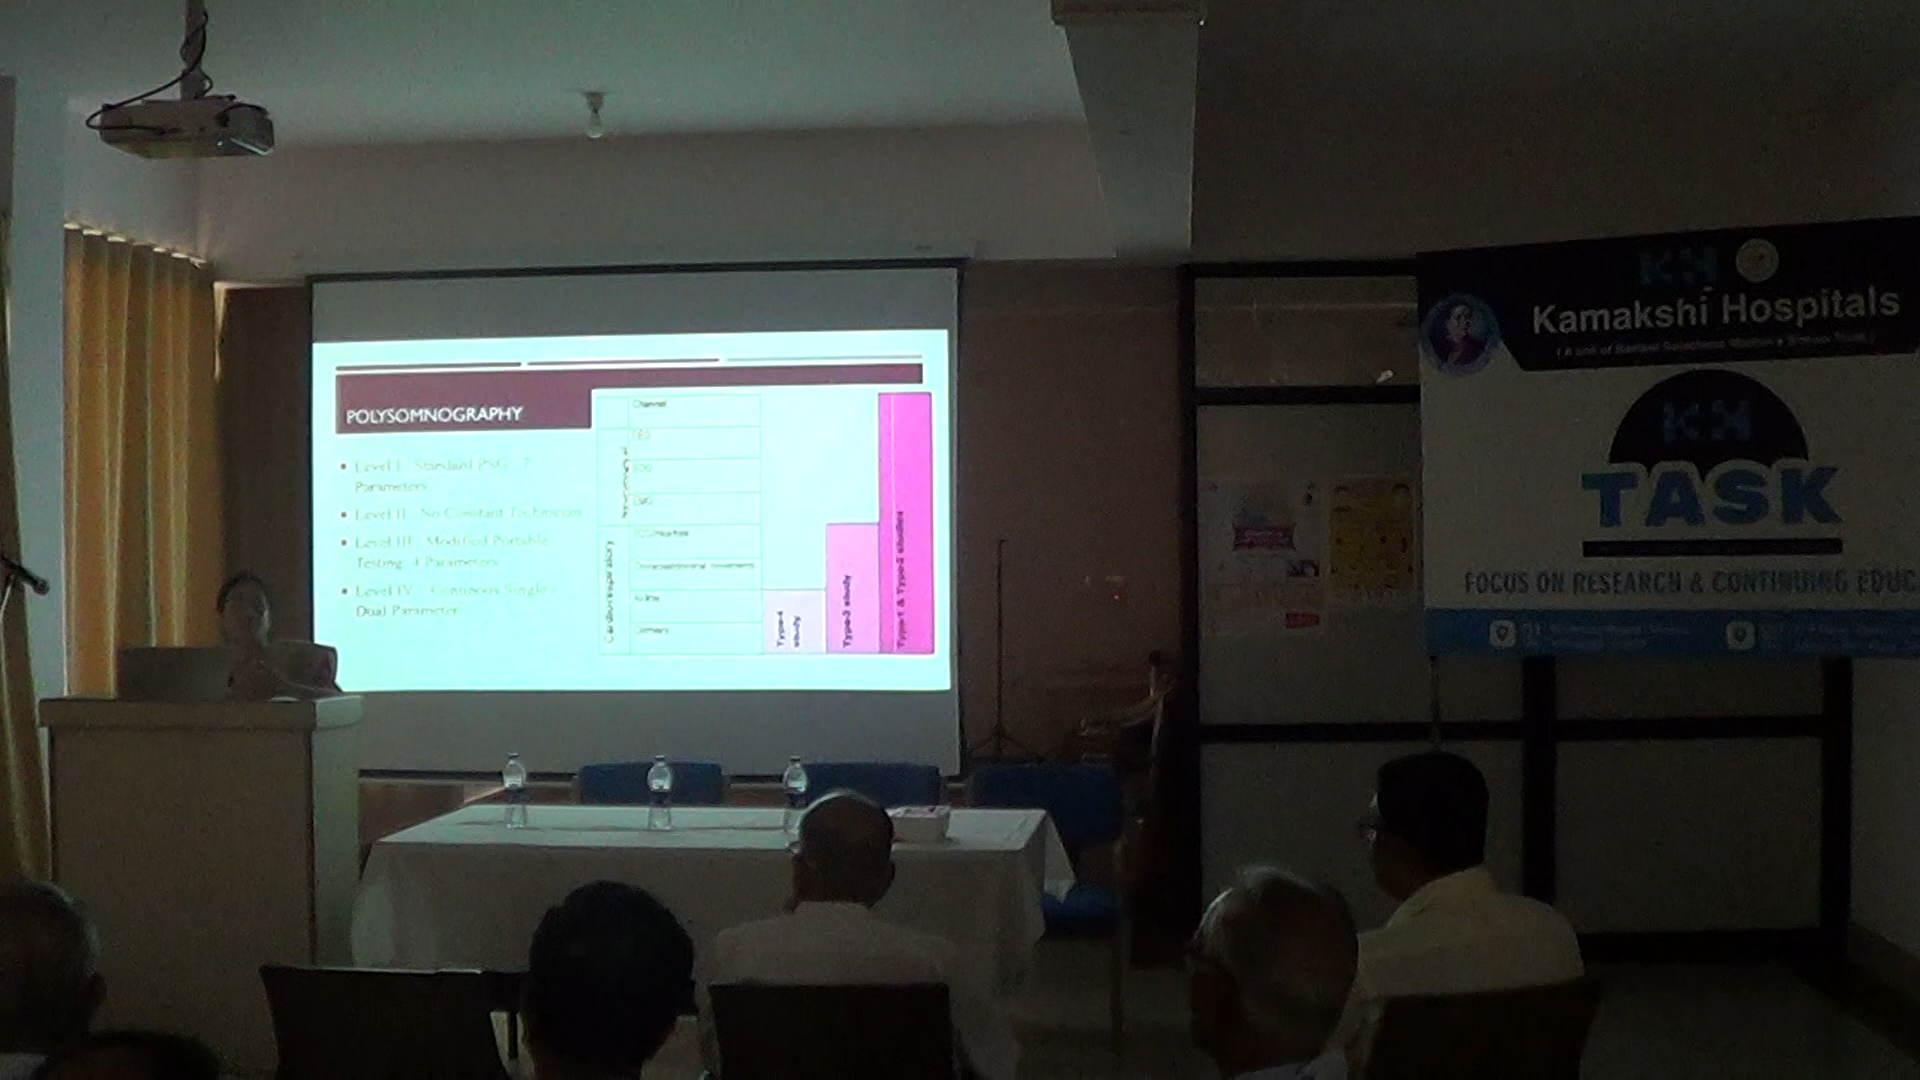 POLYSOMNOGRAPHY
Level I : Standard PSG : 7
Parameters
Level II : No Constant Technician
Level III : Modified Portable
Testing: 4 Parameters
Level IV : Continous Single /
Dual Parameter
Channel
EEG
EOG
EMG
ECG/Heart rate
Thoracoabdominal movements
Airflow
Oximetry
Cardiorespiratory
Type-4
study
Type-3 study
Type-1 & Type-2 studies
KH
Kamakshi Hospitals
KH
TASK
FOCUS ON RESEARCH & CONTINUING EDUC